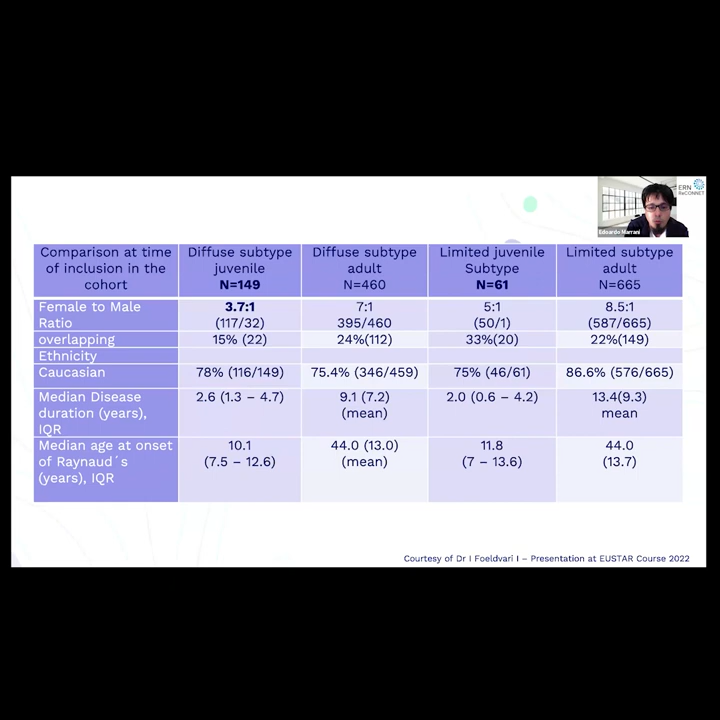 ERN
ReCONNET
Edoardo Marrani
Comparison at time of inclusion in the cohort | Diffuse subtype juvenile N=149 | Diffuse subtype adult N=460 | Limited juvenile Subtype N=61 | Limited subtype adult N=665
Female to Male Ratio | 3.7:1 (117/32) | 7:1 395/460 | 5:1 (50/1) | 8.5:1 (587/665)
overlapping | 15% (22) | 24%(112) | 33%(20) | 22%(149)
Ethnicity
Caucasian | 78% (116/149) | 75.4% (346/459) | 75% (46/61) | 86.6% (576/665)
Median Disease duration (years), IQR | 2.6 (1.3 – 4.7) | 9.1 (7.2) (mean) | 2.0 (0.6 – 4.2) | 13.4(9.3) mean
Median age at onset of Raynaud´s (years), IQR | 10.1 (7.5 – 12.6) | 44.0 (13.0) (mean) | 11.8 (7 – 13.6) | 44.0 (13.7)
Courtesy of Dr I Foeldvari I – Presentation at EUSTAR Course 2022